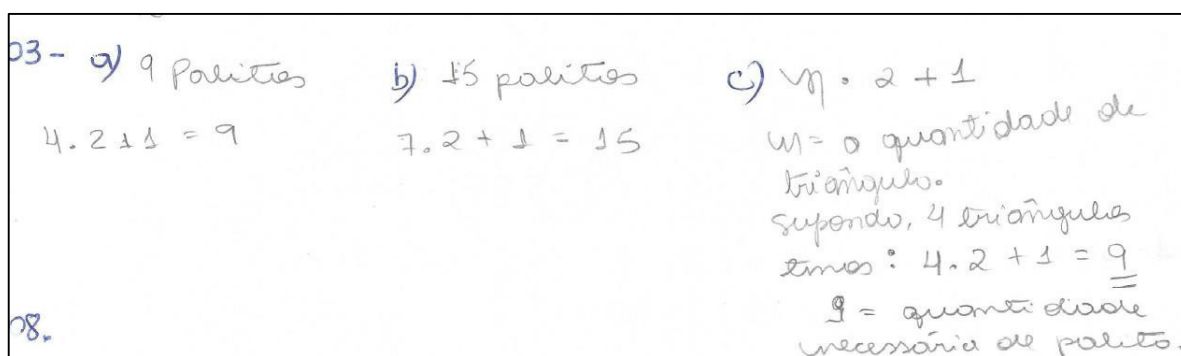 03- a) 9 Palitos
4.2+1 = 9
b) 15 palitos
7.2 + 1 = 15
c) n . 2 + 1
n = a quantidade de
triângulo.
supondo, 4 triângulos
temos : 4.2 + 1 = 9
9 = quantidade
necessária de palito.
08.